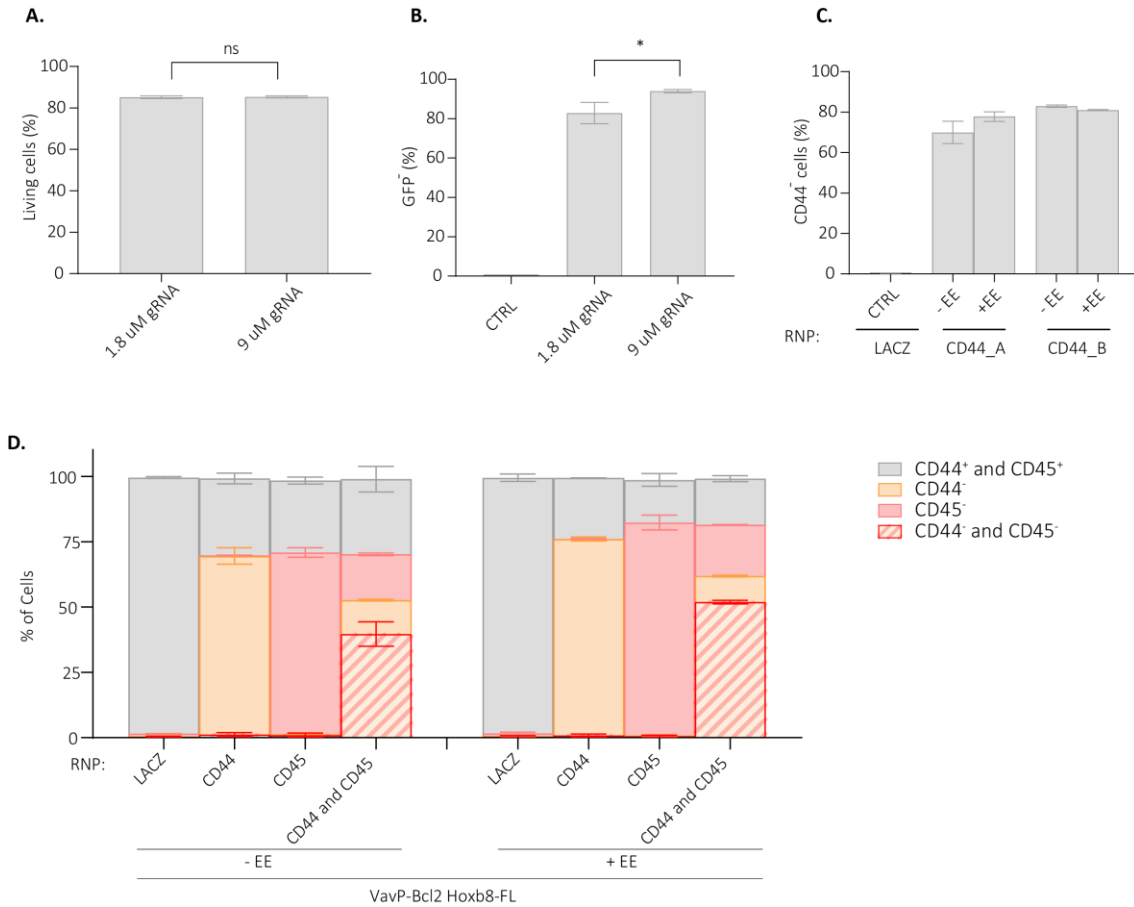 A.
ns
100
80
60
40
20
0
Living cells (%)
1.8 uM gRNA
9 uM gRNA
B.
*
100
80
60
40
20
0
GFP⁻ (%)
CTRL
1.8 uM gRNA
9 uM gRNA
C.
100
80
60
40
20
0
CD44⁻ cells (%)
CTRL
- EE
+EE
- EE
+EE
RNP:
LACZ
CD44_A
CD44_B
D.
100
75
50
25
0
% of Cells
CD44⁺ and CD45⁺
CD44⁻
CD45⁻
CD44⁻ and CD45⁻
RNP:
LACZ
CD44
CD45
CD44 and CD45
LACZ
CD44
CD45
CD44 and CD45
- EE
+ EE
VavP-Bcl2 Hoxb8-FL